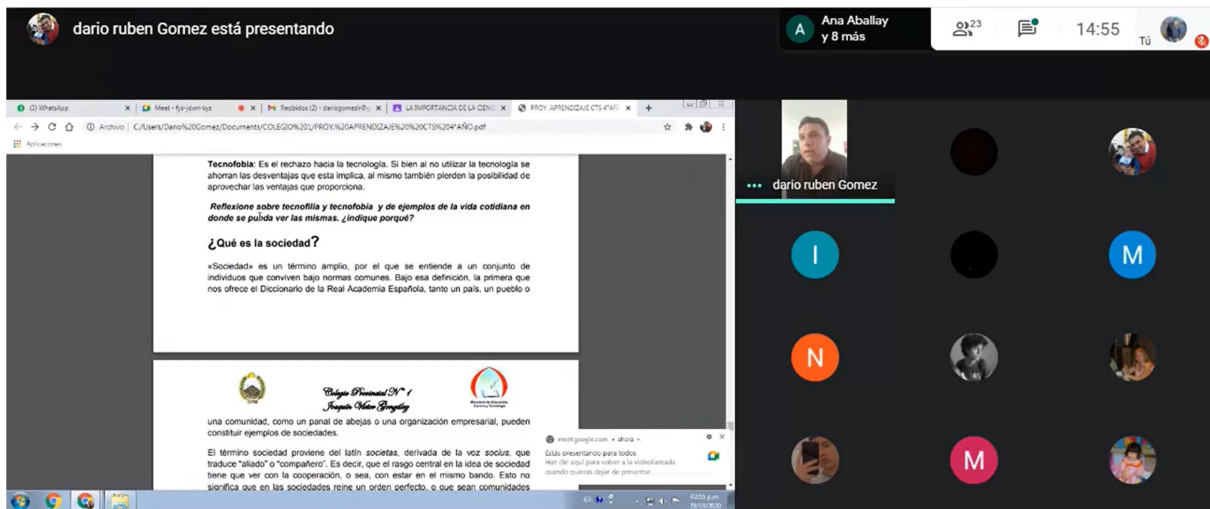 dario ruben Gomez está presentando
A
Ana Aballay
y 8 más
23
14:55
Tú
(2) WhatsApp
Meet - fys-jdwm-kyz
Recibidos (2) - dariogomezlr@
LA IMPORTANCIA DE LA CIENC
PROY. APRENDIZAJE CTS 4°AÑ
Archivo | C:/Users/Dario%20Gomez/Documents/COLEGIO%201/PROY.%20APRENDIZAJE%20%20CTS%204°AÑO.pdf
Aplicaciones
Tecnofobia: Es el rechazo hacia la tecnología. Si bien al no utilizar la tecnología se
ahorran las desventajas que esta implica, al mismo también pierden la posibilidad de
aprovechar las ventajas que proporciona.
Reflexione sobre tecnofilia y tecnofobia y de ejemplos de la vida cotidiana en
donde se pueda ver las mismas. ¿indique porqué?
¿Qué es la sociedad?
«Sociedad» es un término amplio, por el que se entiende a un conjunto de
individuos que conviven bajo normas comunes. Bajo esa definición, la primera que
nos ofrece el Diccionario de la Real Academia Española, tanto un país, un pueblo o
Colegio Provincial N° 1
Joaquín Víctor González
una comunidad, como un panal de abejas o una organización empresarial, pueden
constituir ejemplos de sociedades.
El término sociedad proviene del latín societas, derivada de la voz socius, que
traduce "aliado" o "compañero". Es decir, que el rasgo central en la idea de sociedad
tiene que ver con la cooperación, o sea, con estar en el mismo bando. Esto no
significa que en las sociedades reine un orden perfecto, o que sean comunidades
meet.google.com • ahora
Estás presentando para todos
Haz clic aquí para volver a la videollamada
cuando quieras dejar de presentar.
ES
02:55 p.m.
dario ruben Gomez
I
M
N
M